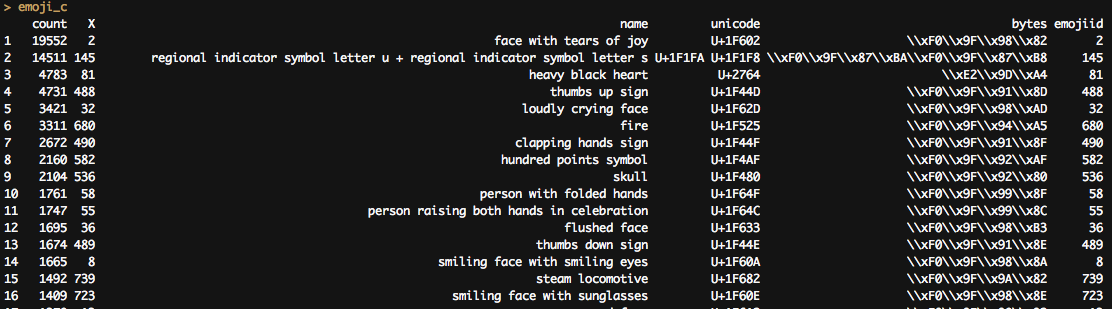 > emoji_c
count X name unicode bytes emojiid
1 19552 2 face with tears of joy U+1F602 \\xF0\\x9F\\x98\\x82 2
2 14511 145 regional indicator symbol letter u + regional indicator symbol letter s U+1F1FA U+1F1F8 \\xF0\\x9F\\x87\\xBA\\xF0\\x9F\\x87\\xB8 145
3 4783 81 heavy black heart U+2764 \\xE2\\x9D\\xA4 81
4 4731 488 thumbs up sign U+1F44D \\xF0\\x9F\\x91\\x8D 488
5 3421 32 loudly crying face U+1F62D \\xF0\\x9F\\x98\\xAD 32
6 3311 680 fire U+1F525 \\xF0\\x9F\\x94\\xA5 680
7 2672 490 clapping hands sign U+1F44F \\xF0\\x9F\\x91\\x8F 490
8 2160 582 hundred points symbol U+1F4AF \\xF0\\x9F\\x92\\xAF 582
9 2104 536 skull U+1F480 \\xF0\\x9F\\x92\\x80 536
10 1761 58 person with folded hands U+1F64F \\xF0\\x9F\\x99\\x8F 58
11 1747 55 person raising both hands in celebration U+1F64C \\xF0\\x9F\\x99\\x8C 55
12 1695 36 flushed face U+1F633 \\xF0\\x9F\\x98\\xB3 36
13 1674 489 thumbs down sign U+1F44E \\xF0\\x9F\\x91\\x8E 489
14 1665 8 smiling face with smiling eyes U+1F60A \\xF0\\x9F\\x98\\x8A 8
15 1492 739 steam locomotive U+1F682 \\xF0\\x9F\\x9A\\x82 739
16 1409 723 smiling face with sunglasses U+1F60E \\xF0\\x9F\\x98\\x8E 723